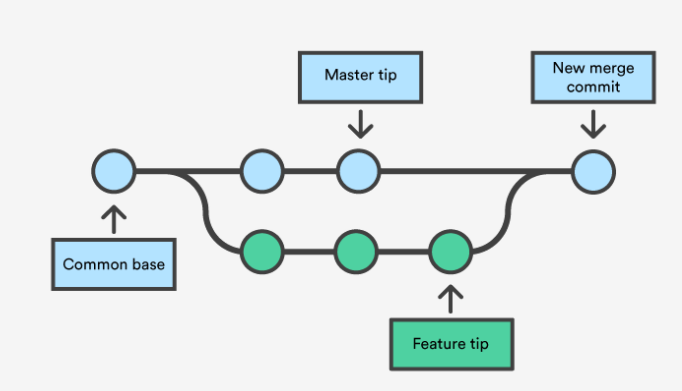 Master tip
New merge
commit
Common base
Feature tip